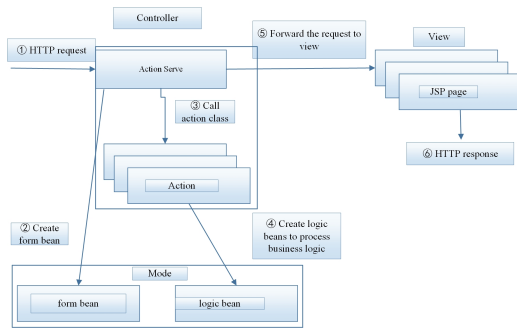 Controller
① HTTP request
⑤ Forward the request to
view
View
Action Serve
JSP page
③ Call
action class
⑥ HTTP response
Action
② Create
form bean
④ Create logic
beans to process
business logic
Mode
form bean
logic bean